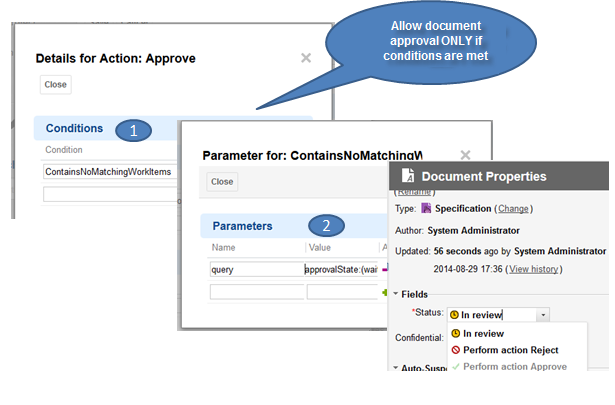 Allow document
approval ONLY if
conditions are met
Details for Action: Approve
Close
Conditions
1
Condition
ContainsNoMatchingWorkItems
Parameter for: ContainsNoMatchingW
Close
Parameters
2
Name Value A
query approvalState:(wai
Document Properties
(Rename)
Type: Specification (Change)
Author: System Administrator
Updated: 56 seconds ago by System Administrator
2014-08-29 17:36 (View history)
Fields
*Status: In review
In review
Confidential:
Perform action Reject
Auto-Susp
Perform action Approve